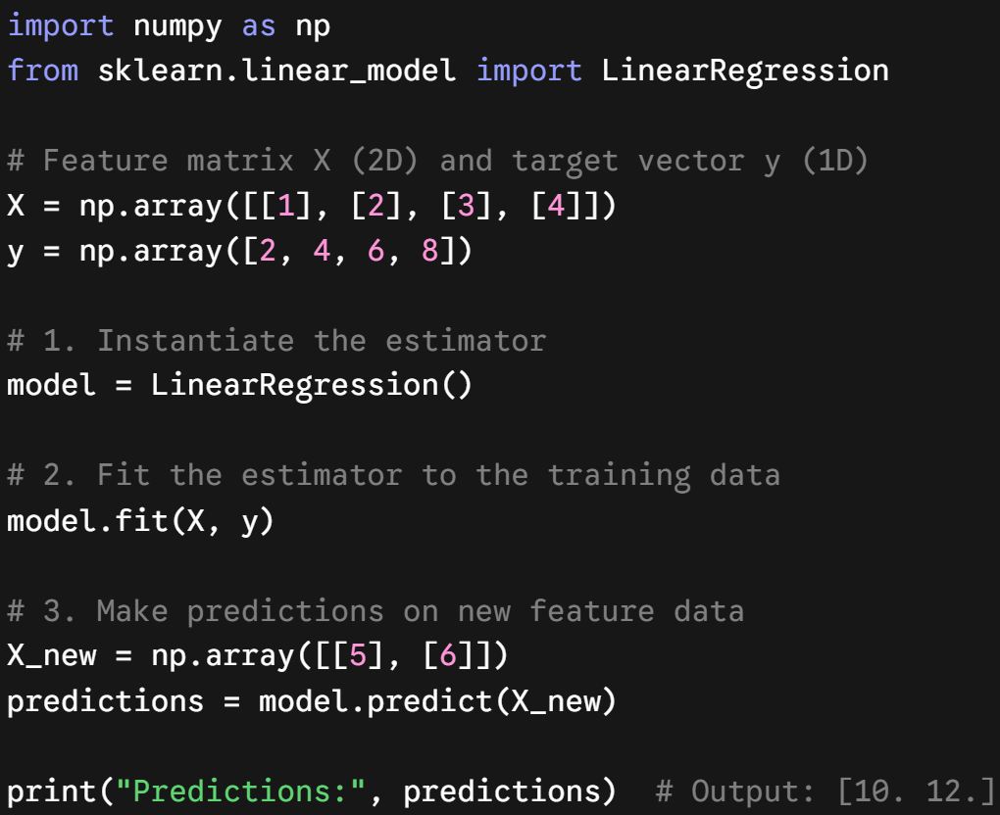 import numpy as np
from sklearn.linear_model import LinearRegression
# Feature matrix X (2D) and target vector y (1D)
X = np.array([[1], [2], [3], [4]])
y = np.array([2, 4, 6, 8])
# 1. Instantiate the estimator
model = LinearRegression()
# 2. Fit the estimator to the training data
model.fit(X, y)
# 3. Make predictions on new feature data
X_new = np.array([[5], [6]])
predictions = model.predict(X_new)
print("Predictions:", predictions)  # Output: [10. 12.]